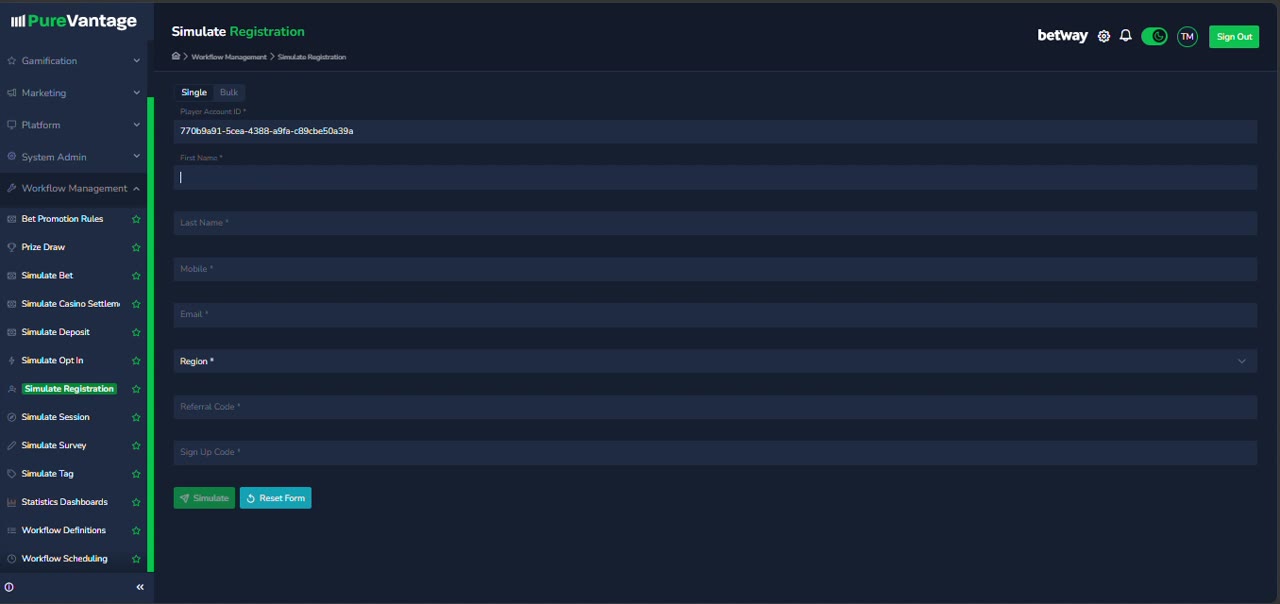 PureVantage
Gamification
Marketing
Platform
System Admin
Workflow Management
Bet Promotion Rules
Prize Draw
Simulate Bet
Simulate Casino Settleme
Simulate Deposit
Simulate Opt In
Simulate Registration
Simulate Session
Simulate Survey
Simulate Tag
Statistics Dashboards
Workflow Definitions
Workflow Scheduling
Simulate Registration
Workflow Management > Simulate Registration
betway
TM
Sign Out
Single Bulk
Player Account ID *
770b9a91-5cea-4388-a9fa-c89cbe50a39a
First Name *
Last Name *
Mobile *
Email *
Region *
Referral Code *
Sign Up Code *
Simulate
Reset Form